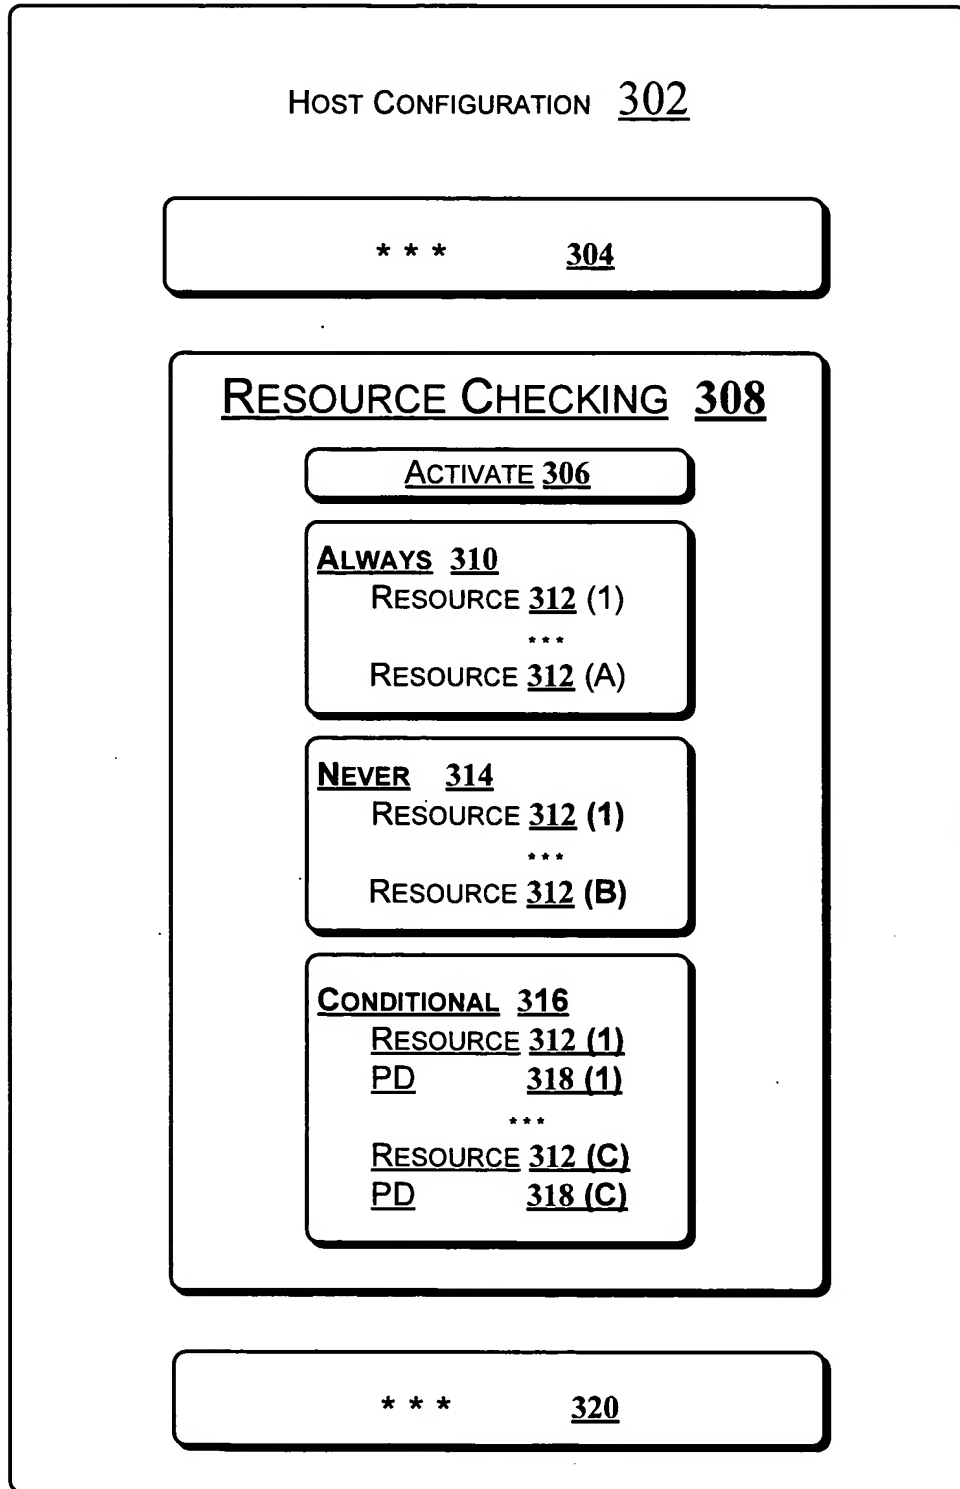 HOST CONFIGURATION 302
* * * 304
RESOURCE CHECKING 308
ACTIVATE 306
ALWAYS 310
RESOURCE 312 (1)
...
RESOURCE 312 (A)
NEVER 314
RESOURCE 312 (1)
...
RESOURCE 312 (B)
CONDITIONAL 316
RESOURCE 312 (1)
PD 318 (1)
...
RESOURCE 312 (C)
PD 318 (C)
* * * 320